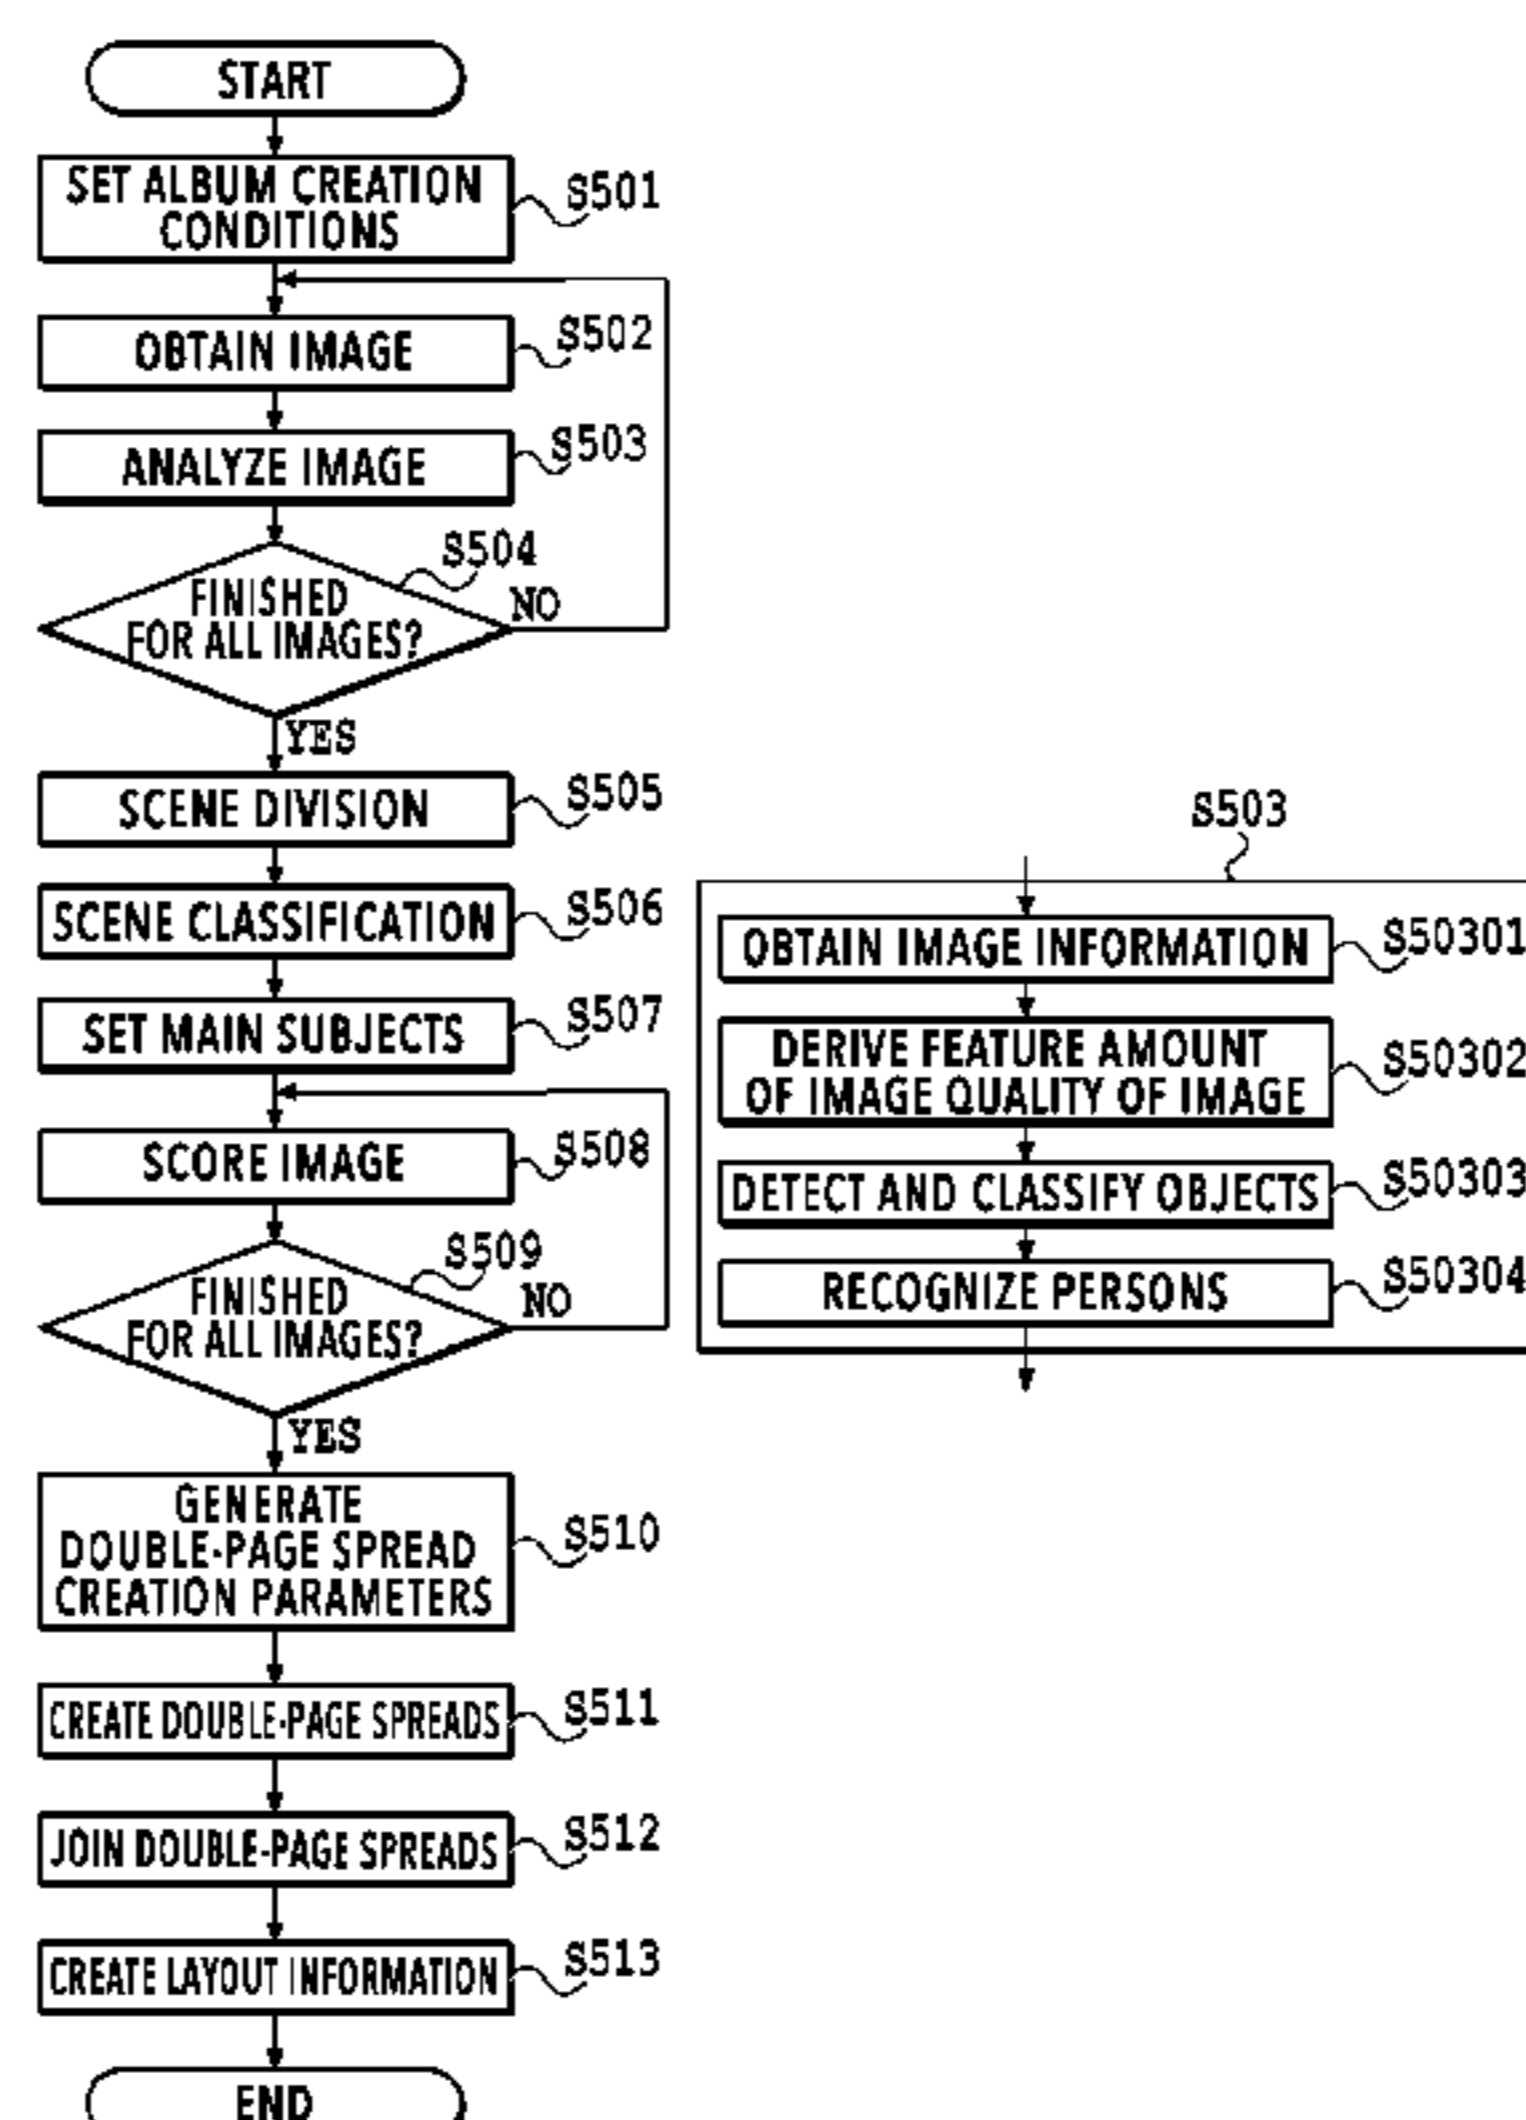 START
SET ALBUM CREATION
CONDITIONS
S501
OBTAIN IMAGE
S502
ANALYZE IMAGE
S503
S504
FINISHED
FOR ALL IMAGES?
NO
YES
SCENE DIVISION
S505
SCENE CLASSIFICATION
S506
SET MAIN SUBJECTS
S507
SCORE IMAGE
S508
S509
FINISHED
FOR ALL IMAGES?
NO
YES
GENERATE
DOUBLE-PAGE SPREAD
CREATION PARAMETERS
S510
CREATE DOUBLE-PAGE SPREADS
S511
JOIN DOUBLE-PAGE SPREADS
S512
CREATE LAYOUT INFORMATION
S513
END
S503
OBTAIN IMAGE INFORMATION
S50301
DERIVE FEATURE AMOUNT
OF IMAGE QUALITY OF IMAGE
S50302
DETECT AND CLASSIFY OBJECTS
S50303
RECOGNIZE PERSONS
S50304